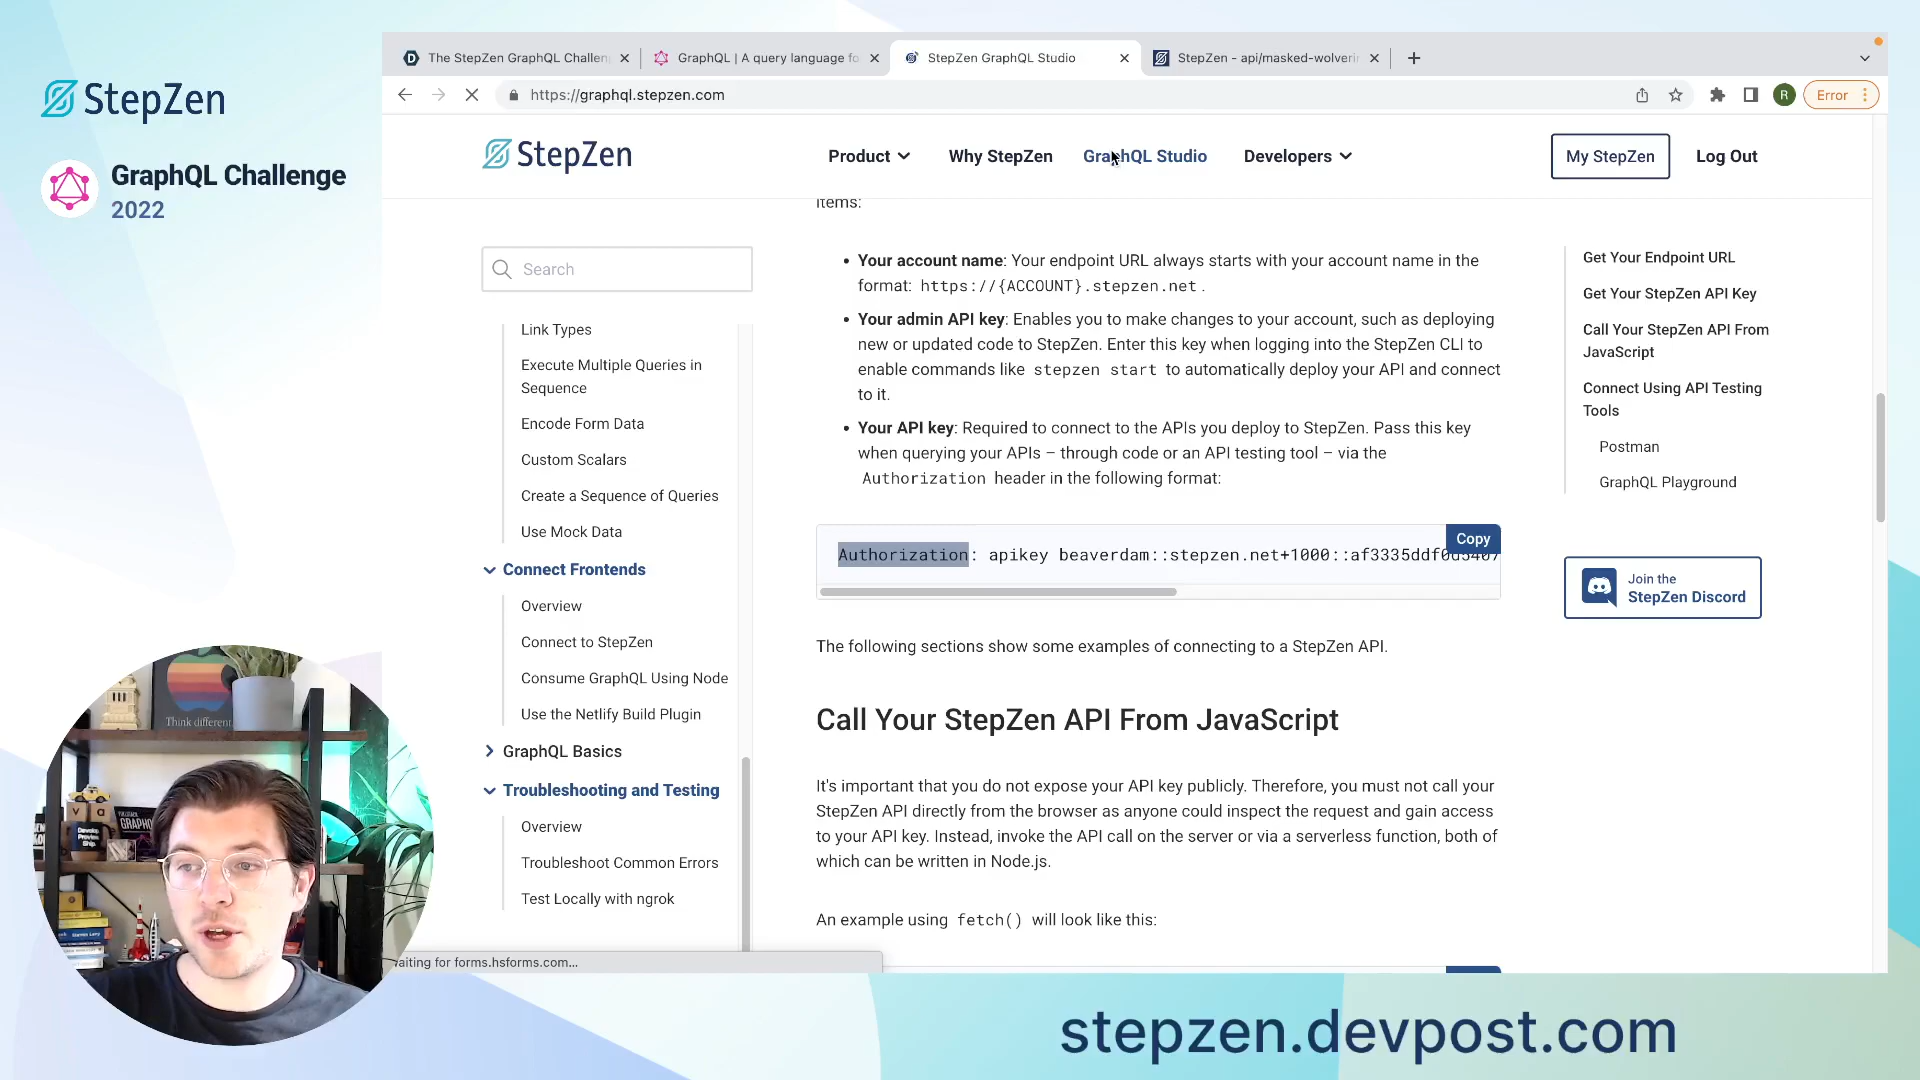 StepZen
GraphQL Challenge
2022
The StepZen GraphQL Challen
GraphQL | A query language fo
StepZen GraphQL Studio
StepZen - api/masked-wolverin
https://graphql.stepzen.com
R
Error
StepZen
Product
Why StepZen
GraphQL Studio
Developers
My StepZen
Log Out
Search
Link Types
Execute Multiple Queries in
Sequence
Encode Form Data
Custom Scalars
Create a Sequence of Queries
Use Mock Data
Connect Frontends
Overview
Connect to StepZen
Consume GraphQL Using Node
Use the Netlify Build Plugin
GraphQL Basics
Troubleshooting and Testing
Overview
Troubleshoot Common Errors
Test Locally with ngrok
items:
• Your account name: Your endpoint URL always starts with your account name in the
format: https://{ACCOUNT}.stepzen.net .
• Your admin API key: Enables you to make changes to your account, such as deploying
new or updated code to StepZen. Enter this key when logging into the StepZen CLI to
enable commands like stepzen start to automatically deploy your API and connect
to it.
• Your API key: Required to connect to the APIs you deploy to StepZen. Pass this key
when querying your APIs – through code or an API testing tool – via the
Authorization header in the following format:
Copy
Authorization: apikey beaverdam::stepzen.net+1000::
The following sections show some examples of connecting to a StepZen API.
Call Your StepZen API From JavaScript
It's important that you do not expose your API key publicly. Therefore, you must not call your
StepZen API directly from the browser as anyone could inspect the request and gain access
to your API key. Instead, invoke the API call on the server or via a serverless function, both of
which can be written in Node.js.
An example using fetch() will look like this:
Get Your Endpoint URL
Get Your StepZen API Key
Call Your StepZen API From
JavaScript
Connect Using API Testing
Tools
Postman
GraphQL Playground
Join the
StepZen Discord
aiting for forms.hsforms.com...
Think different.
stepzen.devpost.com